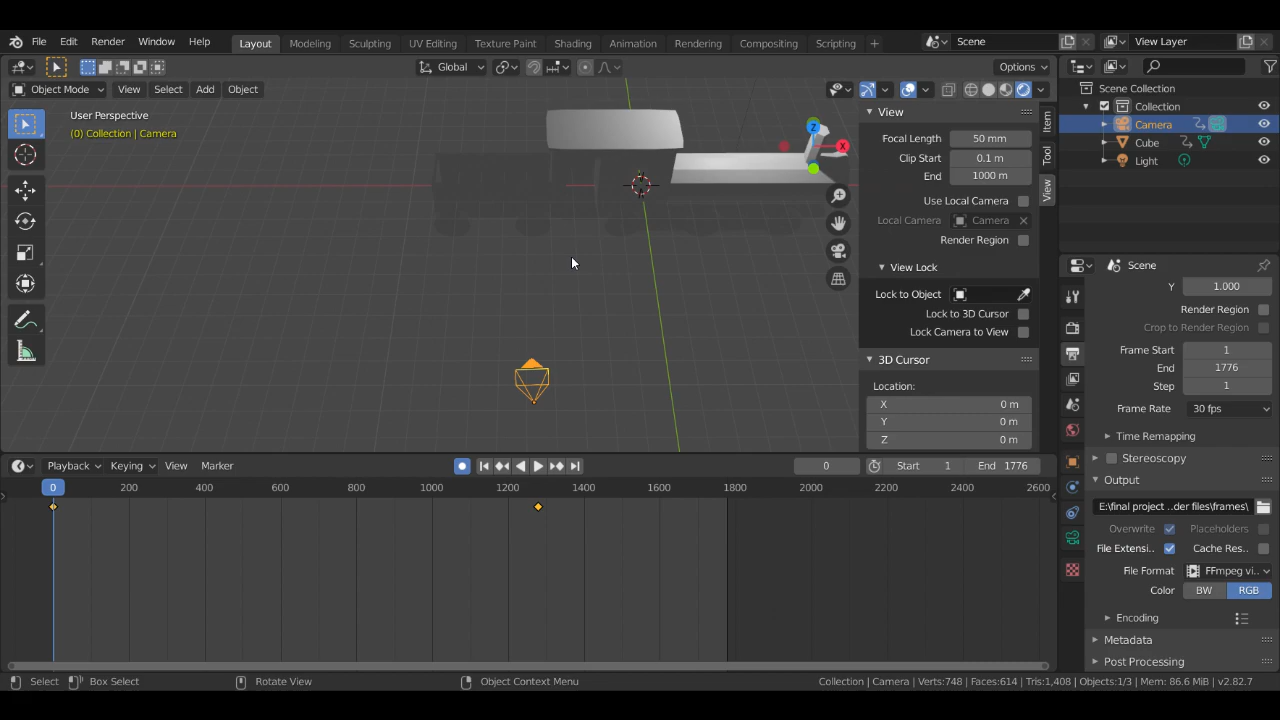 File Edit Render Window Help Layout Modeling Sculpting UV Editing Texture Paint Shading Animation Rendering Compositing Scripting + Scene View Layer
Global Options
Object Mode View Select Add Object
User Perspective
(0) Collection | Camera
Z
X
View
Focal Length 50 mm
Clip Start 0.1 m
End 1000 m
Use Local Camera
Local Camera Camera
Render Region
View Lock
Lock to Object
Lock to 3D Cursor
Lock Camera to View
3D Cursor
Location:
X 0 m
Y 0 m
Z 0 m
Item
Tool
View
Scene Collection
Collection
Camera
Cube
Light
Scene
Y 1.000
Render Region
Crop to Render Region
Frame Start 1
End 1776
Step 1
Frame Rate 30 fps
Time Remapping
Stereoscopy
Output
E:\final project ..der files\frames\
Overwrite Placeholders
File Extensi.. Cache Res..
File Format FFmpeg vi..
Color BW RGB
Encoding
Metadata
Post Processing
Playback Keying View Marker 0 Start 1 End 1776
0 200 400 600 800 1000 1200 1400 1600 1800 2000 2200 2400 2600
Select Box Select Rotate View Object Context Menu Collection | Camera | Verts:748 | Faces:614 | Tris:1,408 | Objects:1/3 | Mem: 86.6 MiB | v2.82.7